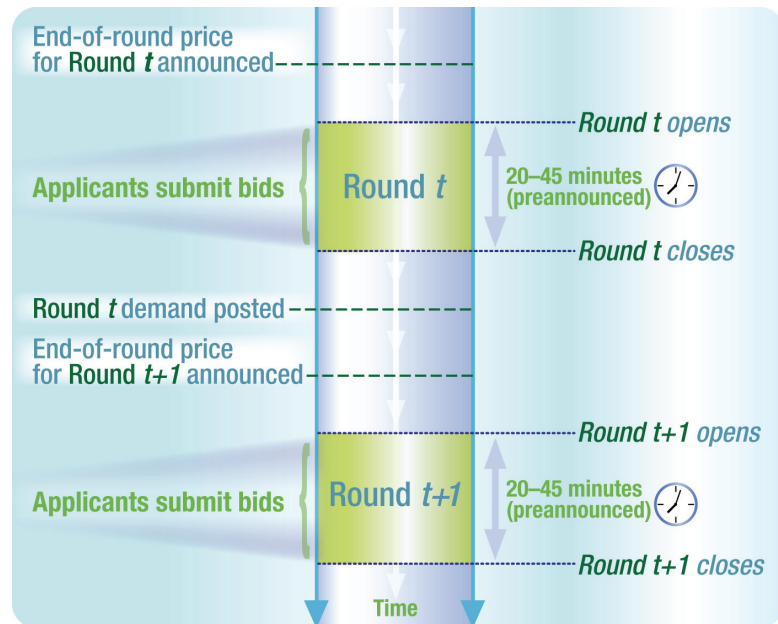 End-of-round price
for Round t announced
Round t opens
Applicants submit bids
Round t
20–45 minutes
(preannounced)
Round t closes
Round t demand posted
End-of-round price
for Round t+1 announced
Round t+1 opens
Applicants submit bids
Round t+1
20–45 minutes
(preannounced)
Round t+1 closes
Time